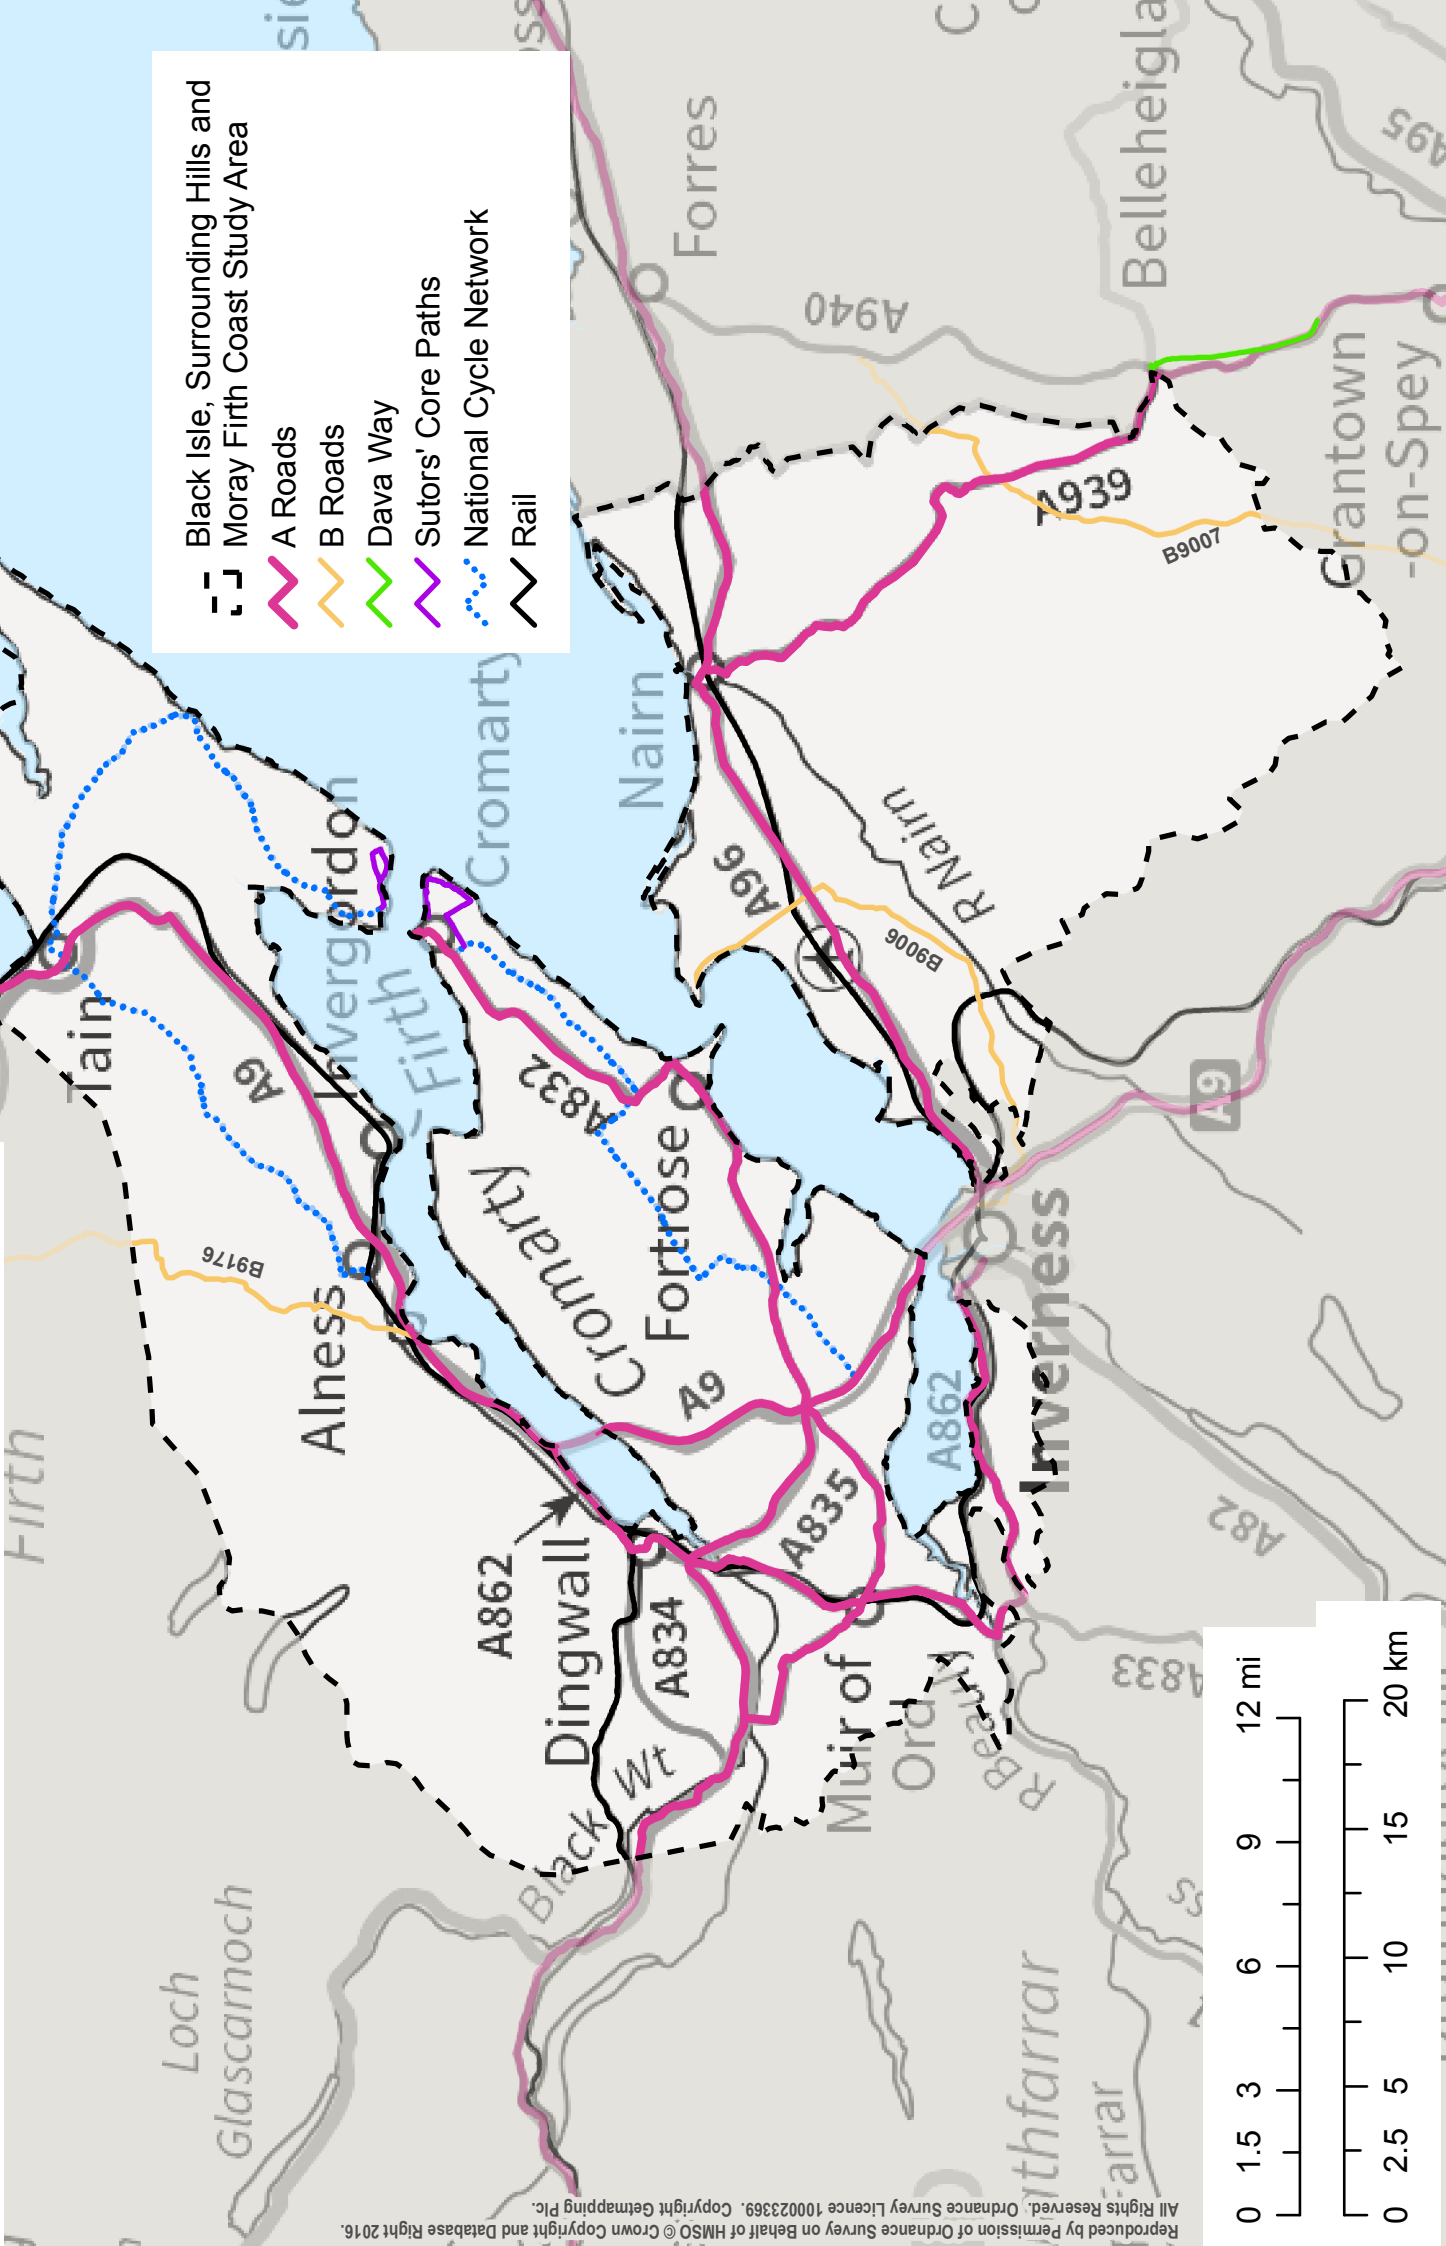 Black Isle, Surrounding Hills and
Moray Firth Coast Study Area
A Roads
B Roads
Dava Way
Sutors' Core Paths
National Cycle Network
Rail
Loch
Glascarnoch
Firth
Tain
A9
Invergordon
Cromarty
Firth
B9176
Alness
A862
Dingwall
A834
Black Wt
Cromarty
A832
Fortrose
A9
A835
Muir of
Ord
R Beauly
A862
Inverness
A833
A82
A9
Nairn
A96
R Nairn
B9006
Forres
A940
A939
B9007
Belleheigla
Grantown
-on-Spey
A95
athfarrar
arrar
0 1.5 3 6 9 12 mi
0 2.5 5 10 15 20 km
Reproduced by Permission of Ordnance Survey on Behalf of HMSO © Crown Copyright and Database Right 2016.
All Rights Reserved. Ordnance Survey Licence 100023369. Copyright Getmapping Plc.